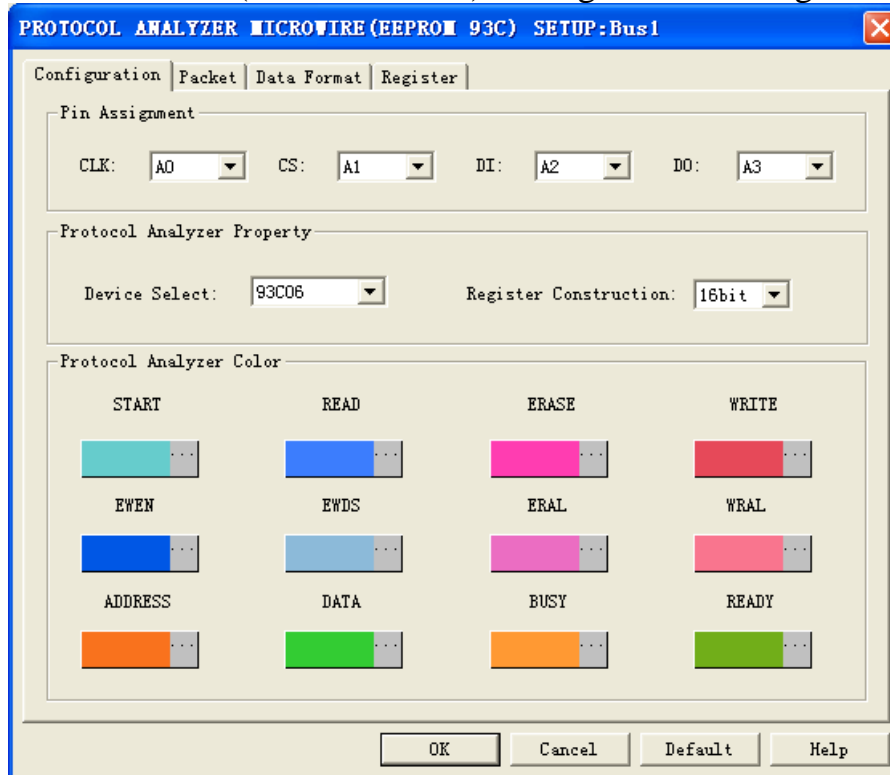 PROTOCOL ANALYZER MICROWIRE(EEPROM 93C) SETUP:Bus1
Configuration Packet Data Format Register
Pin Assignment
CLK: A0 CS: A1 DI: A2 DO: A3
Protocol Analyzer Property
Device Select: 93C06 Register Construction: 16bit
Protocol Analyzer Color
START READ ERASE WRITE
... ... ... ...
EWEN EWDS ERAL WRAL
... ... ... ...
ADDRESS DATA BUSY READY
... ... ... ...
OK Cancel Default Help